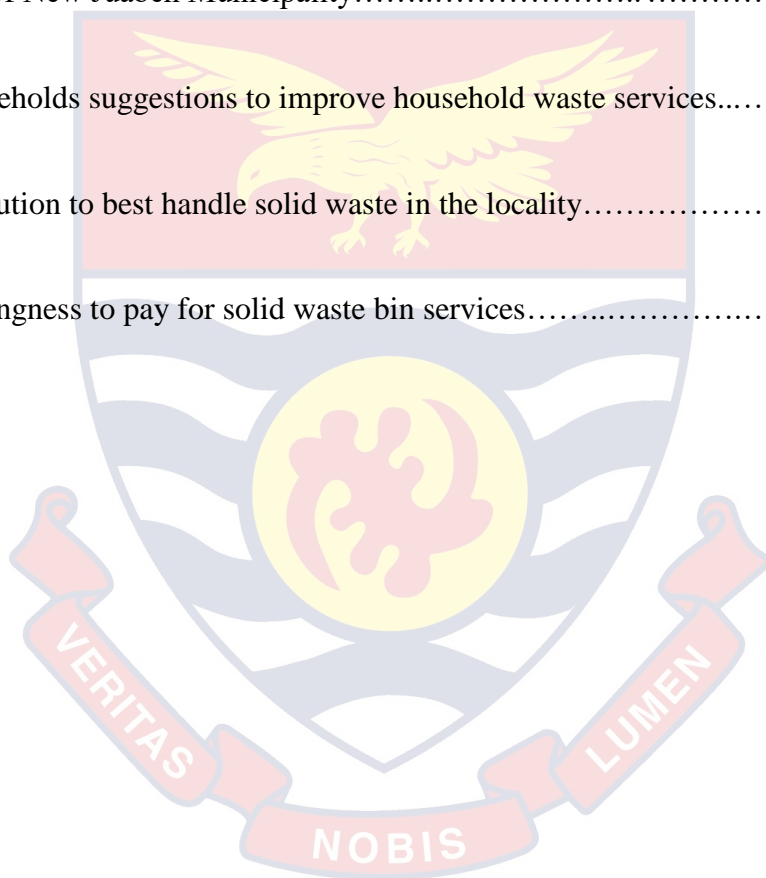 New Juaben Municipality……..…………………..…………
eholds suggestions to improve household waste services..…
ution to best handle solid waste in the locality………………
ngness to pay for solid waste bin services……..………….…
VERITAS
NOBIS
LUMEN